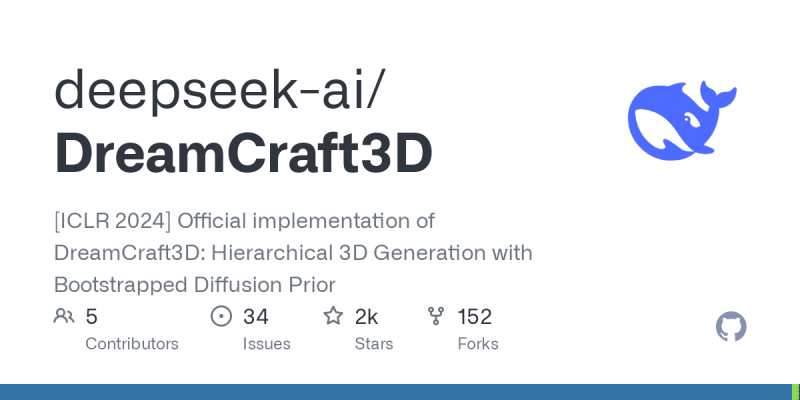 deepseek-ai/
DreamCraft3D
[ICLR 2024] Official implementation of
DreamCraft3D: Hierarchical 3D Generation with
Bootstrapped Diffusion Prior
5 34 2k 152
Contributors Issues Stars Forks